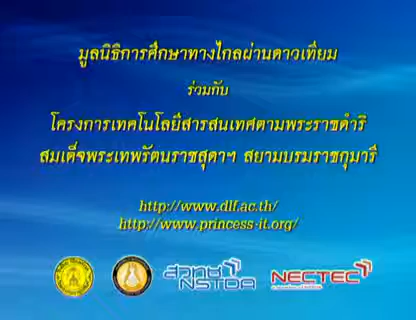 มูลนิธิการศึกษาทางไกลผ่านดาวเทียม
ร่วมกับ
โครงการเทคโนโลยีสารสนเทศตามพระราชดำริ
สมเด็จพระเทพรัตนราชสุดาฯ สยามบรมราชกุมารี
http://www.dlf.ac.th/
http://www.princess-it.org/
สวทช
NSTDA
NECTEC